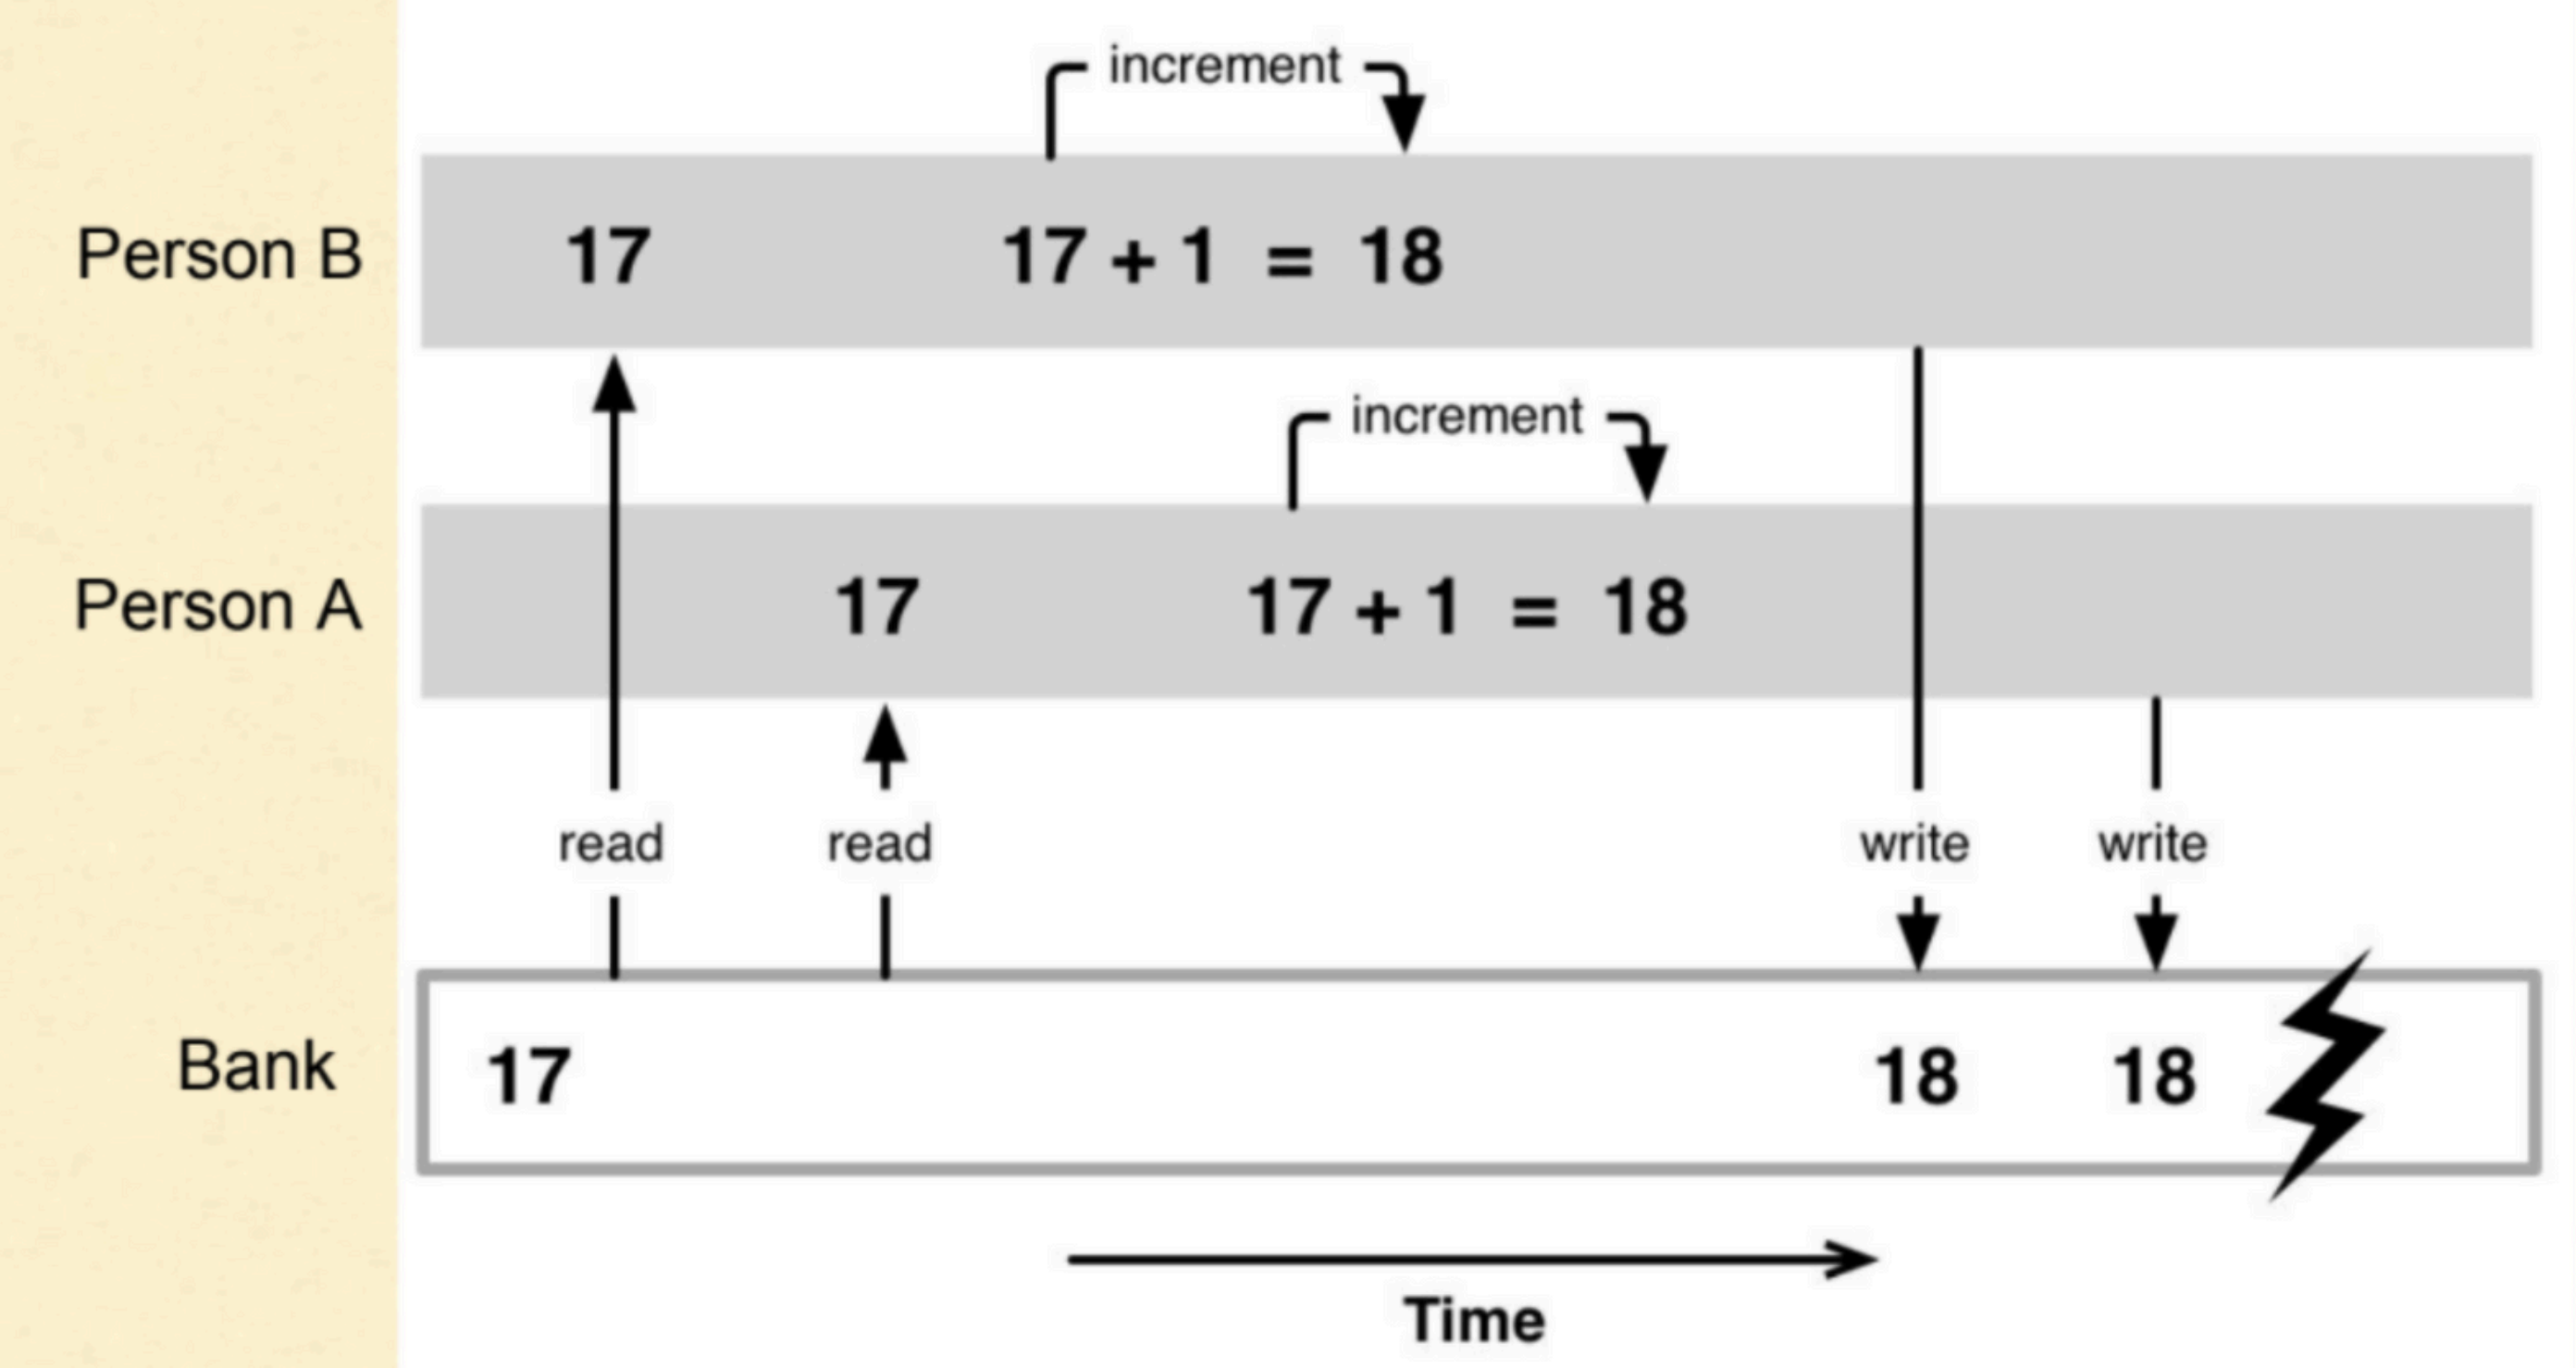 increment
Person B 17 17 + 1 = 18
increment
Person A 17 17 + 1 = 18
read read write write
Bank 17 18 18
Time